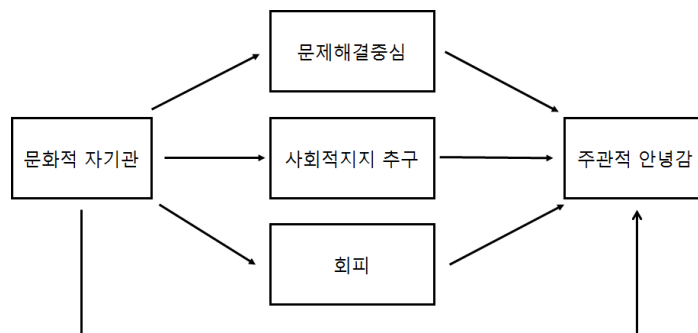 문제해결중심
문화적 자기관
사회적지지 추구
주관적 안녕감
회피